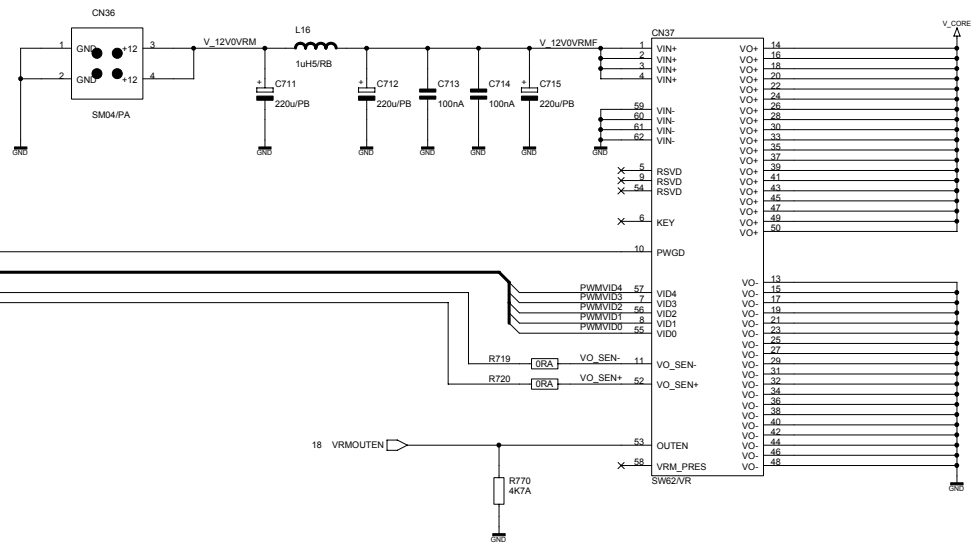 CN36
1 GND +12 3
2 GND +12 4
SM04/PA
V_12V0VRM
L16
1uH5/RB
V_12V0VRMF
+ C711
220u/PB
GND
+ C712
220u/PB
GND
C713
100nA
GND
C714
100nA
GND
+ C715
220u/PB
GND
GND
GND
CN37
1 VIN+
2 VIN+
3 VIN+
4 VIN+
59 VIN-
60 VIN-
61 VIN-
62 VIN-
5 RSVD
9 RSVD
54 RSVD
6 KEY
10 PWGD
PWMVID4 57 VID4
PWMVID3 7 VID3
PWMVID2 56 VID2
PWMVID1 8 VID1
PWMVID0 55 VID0
R719 0RA VO_SEN- 11 VO_SEN-
R720 0RA VO_SEN+ 52 VO_SEN+
18 VRMOUTEN 53 OUTEN
58 VRM_PRES
SW62/VR
R770
4K7A
GND
V_CORE
VO+ 14
VO+ 16
VO+ 18
VO+ 20
VO+ 22
VO+ 24
VO+ 26
VO+ 28
VO+ 30
VO+ 33
VO+ 35
VO+ 37
VO+ 39
VO+ 41
VO+ 43
VO+ 45
VO+ 47
VO+ 49
VO+ 50
VO- 13
VO- 15
VO- 17
VO- 19
VO- 21
VO- 23
VO- 25
VO- 27
VO- 29
VO- 31
VO- 32
VO- 34
VO- 36
VO- 38
VO- 40
VO- 42
VO- 44
VO- 46
VO- 48
GND